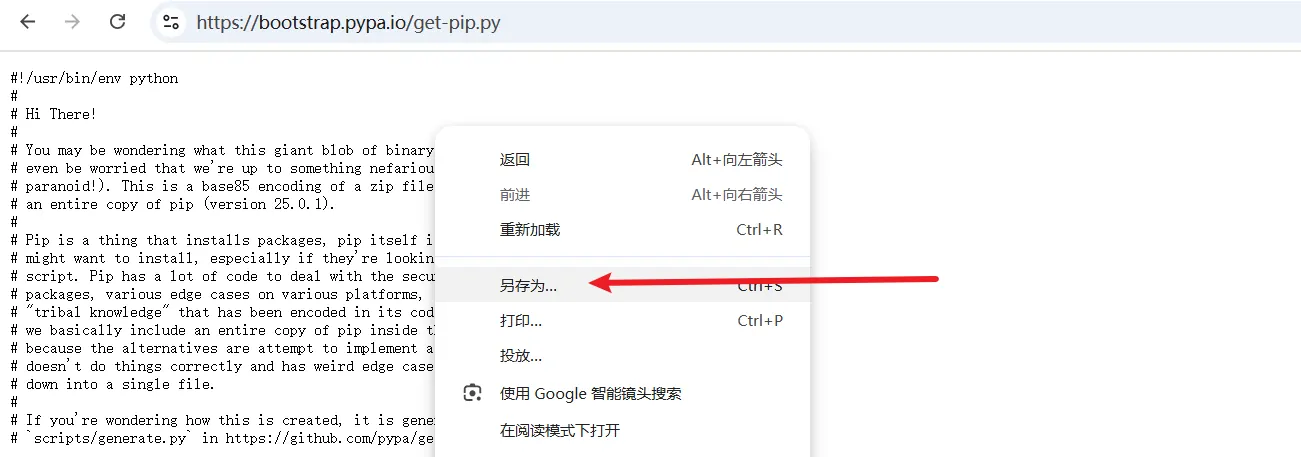 https://bootstrap.pypa.io/get-pip.py
#!/usr/bin/env python
#
# Hi There!
#
# You may be wondering what this giant blob of binary
# even be worried that we're up to something nefariou
# paranoid!). This is a base85 encoding of a zip file
# an entire copy of pip (version 25.0.1).
#
# Pip is a thing that installs packages, pip itself i
# might want to install, especially if they're lookin
# script. Pip has a lot of code to deal with the secu
# packages, various edge cases on various platforms,
# "tribal knowledge" that has been encoded in its cod
# we basically include an entire copy of pip inside t
# because the alternatives are attempt to implement a
# doesn't do things correctly and has weird edge case
# down into a single file.
#
# If you're wondering how this is created, it is gene
# `scripts/generate.py` in https://github.com/pypa/ge
返回 Alt+向左箭头
前进 Alt+向右箭头
重新加载 Ctrl+R
另存为... Ctrl+S
打印... Ctrl+P
投放...
使用 Google 智能镜头搜索
在阅读模式下打开